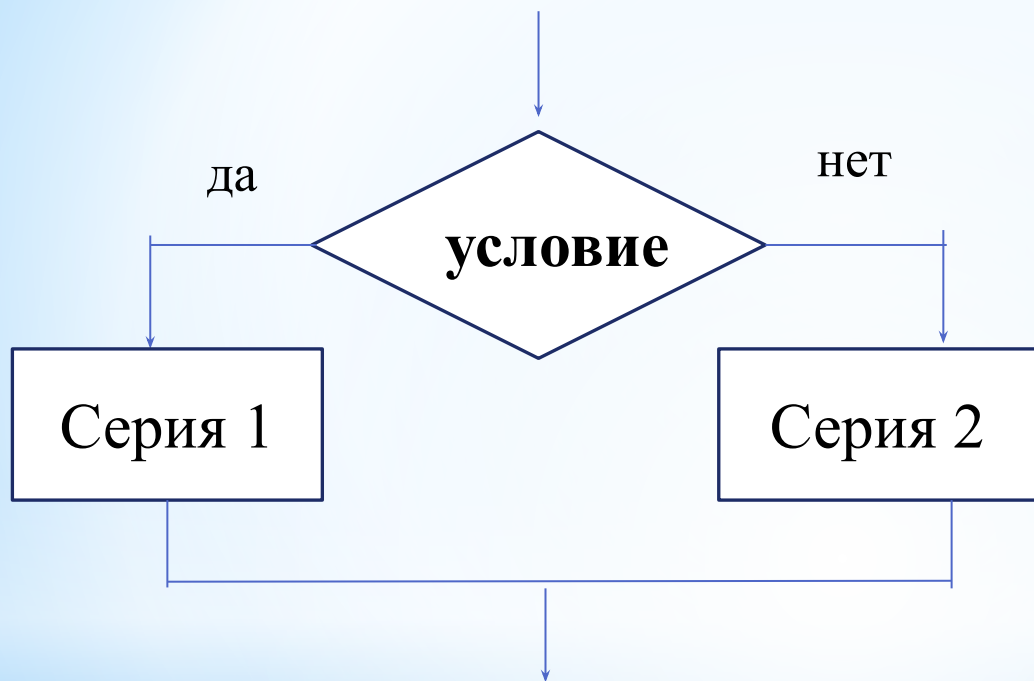 да
нет
условие
Серия 1
Серия 2